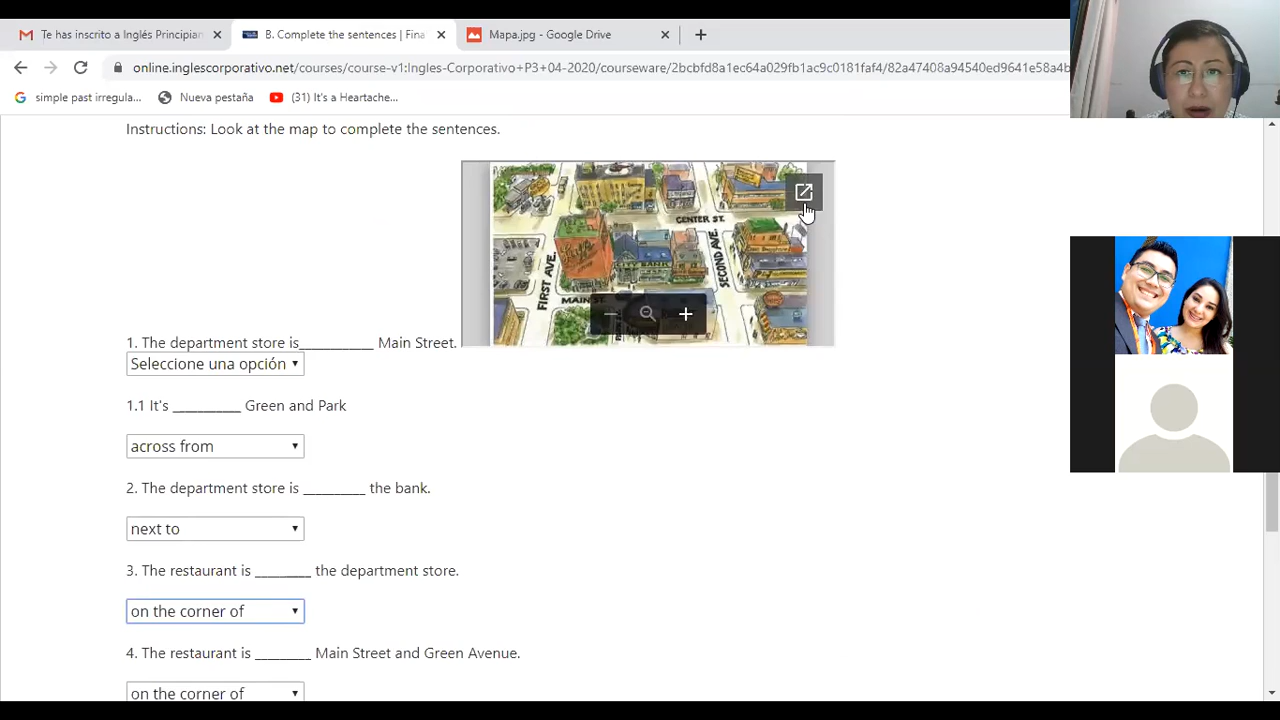 Te has inscrito a Inglés Principian
B. Complete the sentences | Fina
Mapa.jpg - Google Drive
online.inglescorporativo.net/courses/course-v1:Ingles-Corporativo+P3+04-2020/courseware/2bcbfd8a1ec64a029fb1ac9c0181faf4/82a47408a94540ed9641e58a4b
simple past irregula...
Nueva pestaña
(31) It's a Heartache...
Instructions: Look at the map to complete the sentences.
CENTER ST.
FIRST AVE.
SECOND AVE.
BANK
MAIN ST.
1. The department store is____________ Main Street.
Seleccione una opción
1.1 It's __________ Green and Park
across from
2. The department store is _________ the bank.
next to
3. The restaurant is ________ the department store.
on the corner of
4. The restaurant is ________ Main Street and Green Avenue.
on the corner of